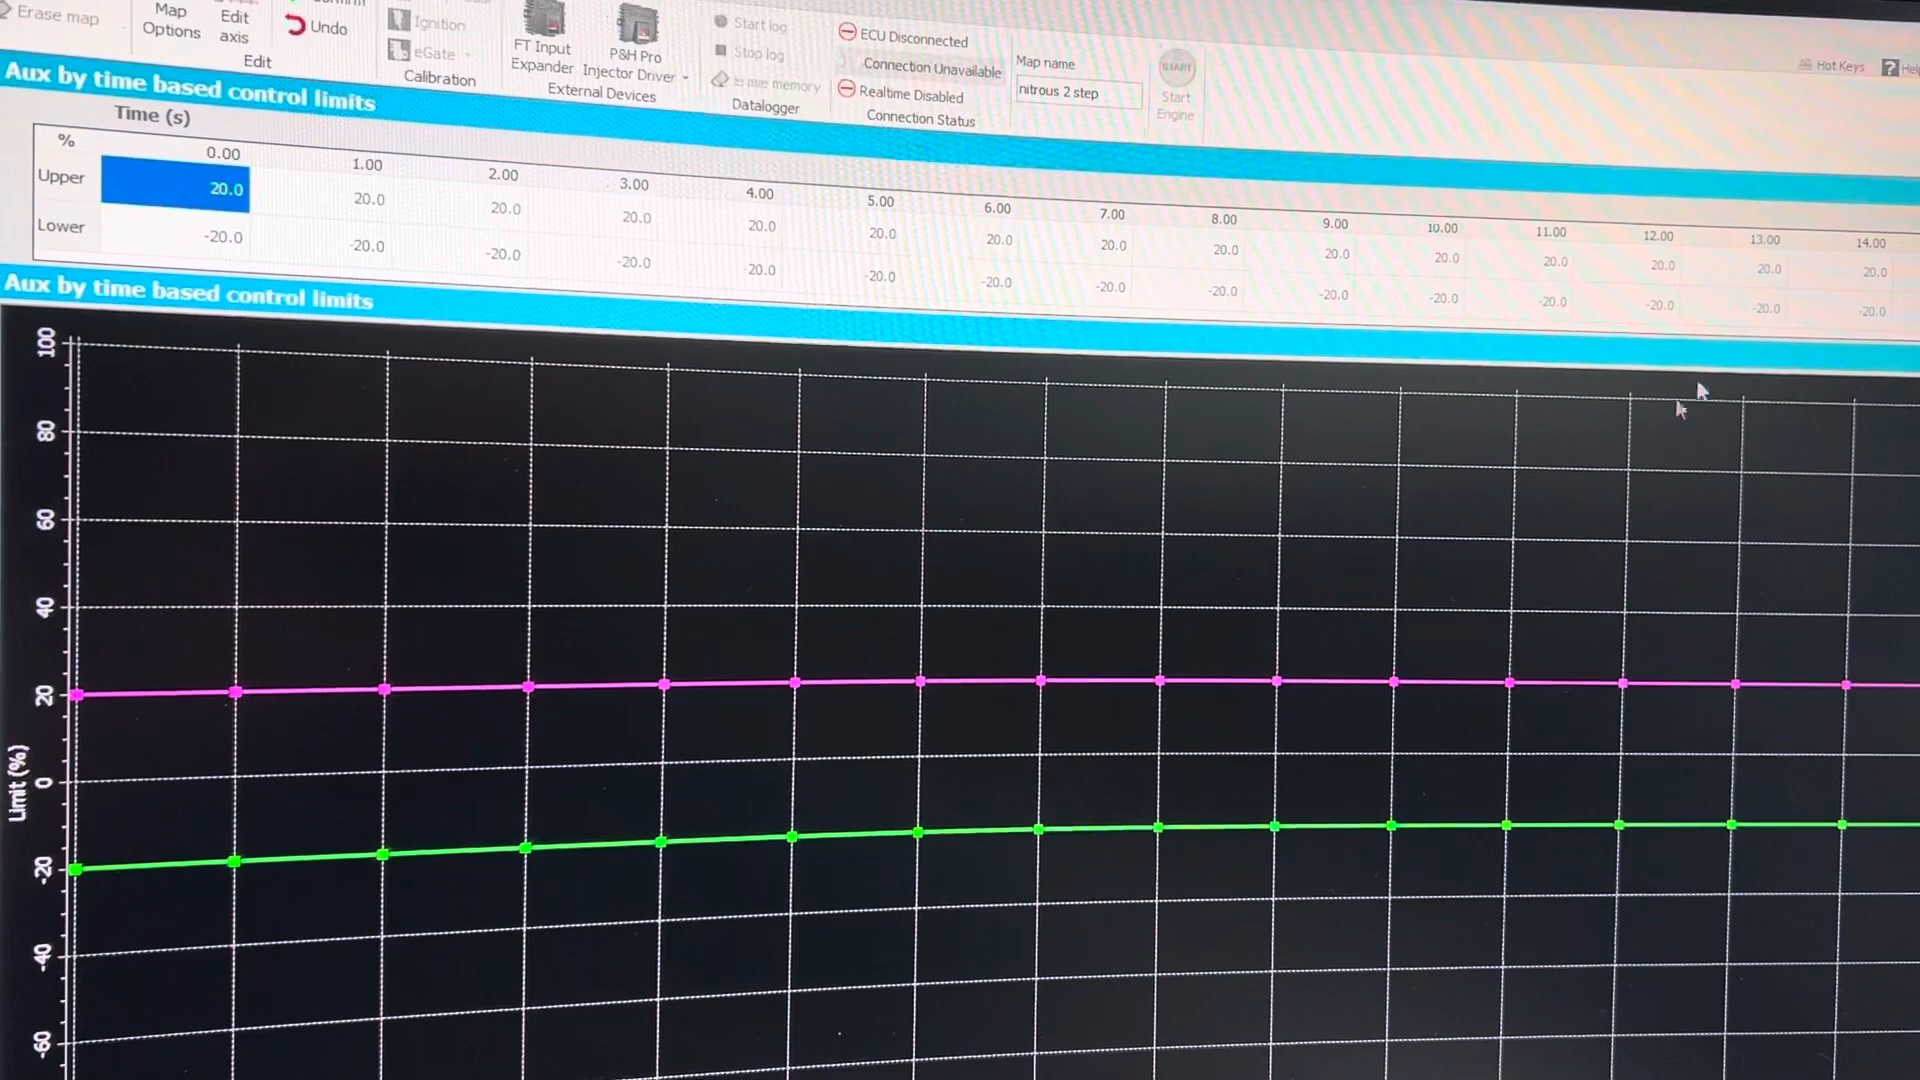 Erase map
Map
Options
Edit
axis
Undo
Edit
Ignition
eGate
Calibration
FT Input
Expander
P&H Pro
Injector Driver
External Devices
Start log
Stop log
Erase memory
Datalogger
ECU Disconnected
Connection Unavailable
Realtime Disabled
Connection Status
Map name
nitrous 2 step
START
Start
Engine
Hot Keys
? Help
Aux by time based control limits
Time (s)
% 0.00 1.00 2.00 3.00 4.00 5.00 6.00 7.00 8.00 9.00 10.00 11.00 12.00 13.00 14.00
Upper 20.0 20.0 20.0 20.0 20.0 20.0 20.0 20.0 20.0 20.0 20.0 20.0 20.0 20.0 20.0
Lower -20.0 -20.0 -20.0 -20.0 -20.0 -20.0 -20.0 -20.0 -20.0 -20.0 -20.0 -20.0 -20.0 -20.0 -20.0
Aux by time based control limits
100
80
60
40
20
0
-20
-40
-60
Limit (%)